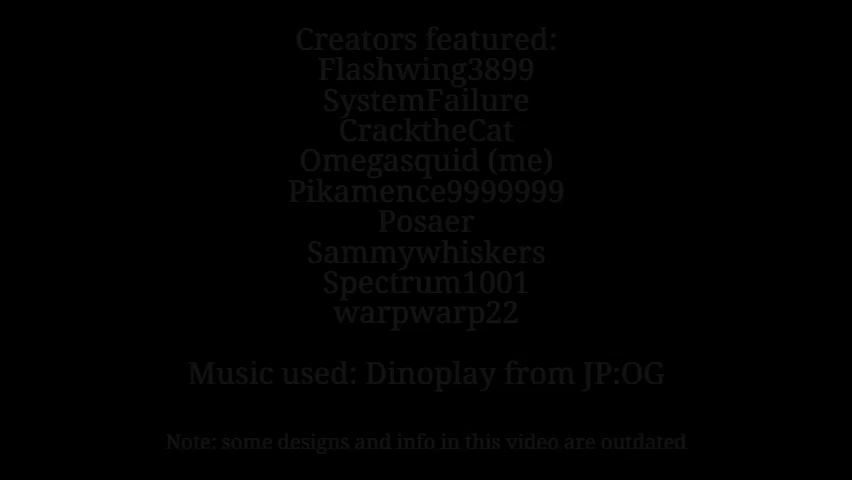 Creators featured:
Flashwing3899
SystemFailure
CracktheCat
Omegasquid (me)
Pikamence9999999
Posaer
Sammywhiskers
Spectrum1001
warpwarp22
Music used: Dinoplay from JP:OG
Note: some designs and info in this video are outdated